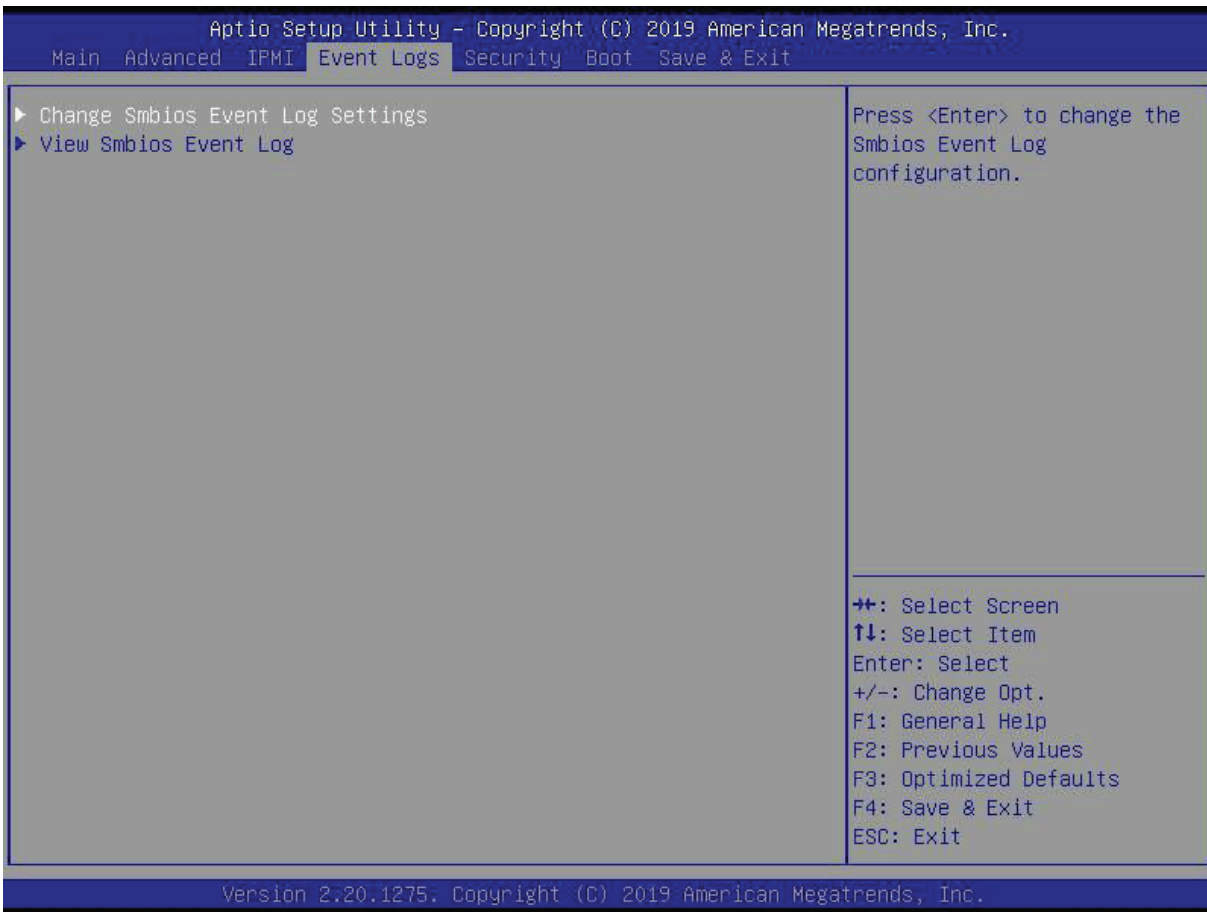 Aptio Setup Utility – Copyright (C) 2019 American Megatrends, Inc.
Main Advanced IPMI Event Logs Security Boot Save & Exit
▶ Change Smbios Event Log Settings
▶ View Smbios Event Log
Press <Enter> to change the
Smbios Event Log
configuration.
→←: Select Screen
↑↓: Select Item
Enter: Select
+/-: Change Opt.
F1: General Help
F2: Previous Values
F3: Optimized Defaults
F4: Save & Exit
ESC: Exit
Version 2.20.1275. Copyright (C) 2019 American Megatrends, Inc.